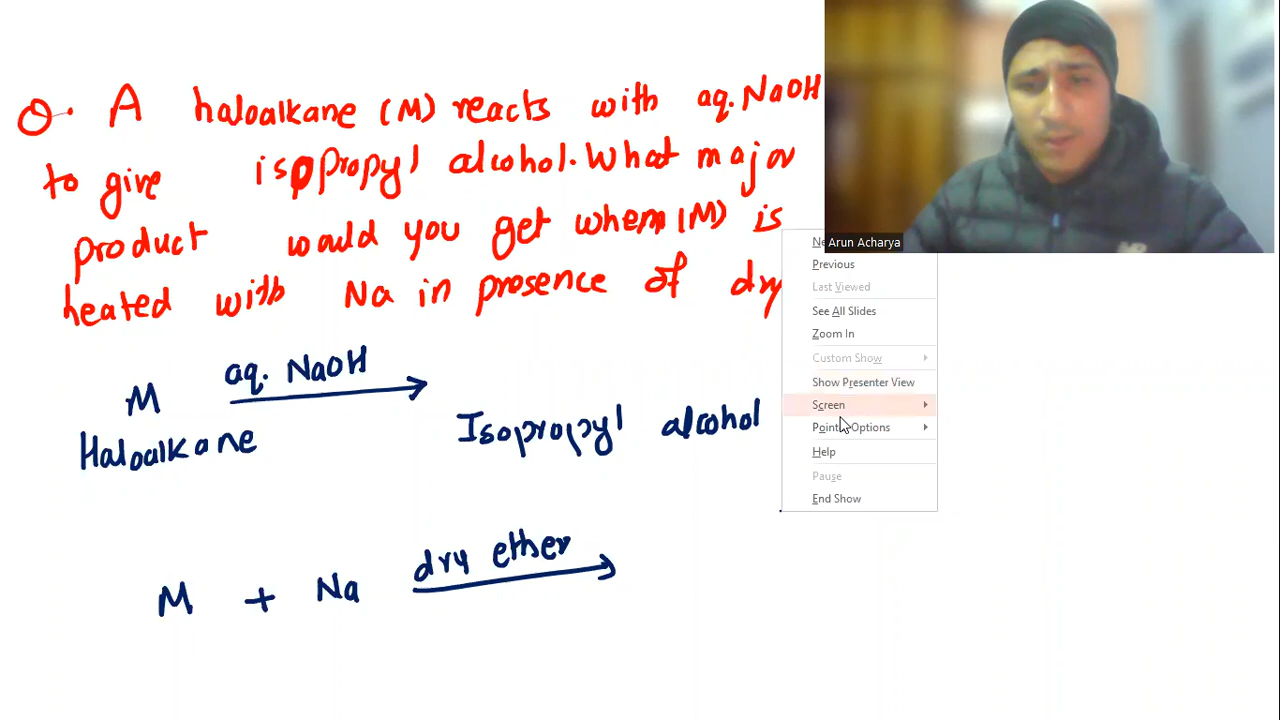 Q. A haloalkane (M) reacts with aq. NaOH
to give isopropyl alcohol. What major
product would you get when (M) is
heated with Na in presence of dry
M aq. NaOH
Haloalkane Isopropyl alcohol
M + Na dry ether
Arun Acharya
Previous
Last Viewed
See All Slides
Zoom In
Custom Show
Show Presenter View
Screen
Options
Help
Pause
End Show